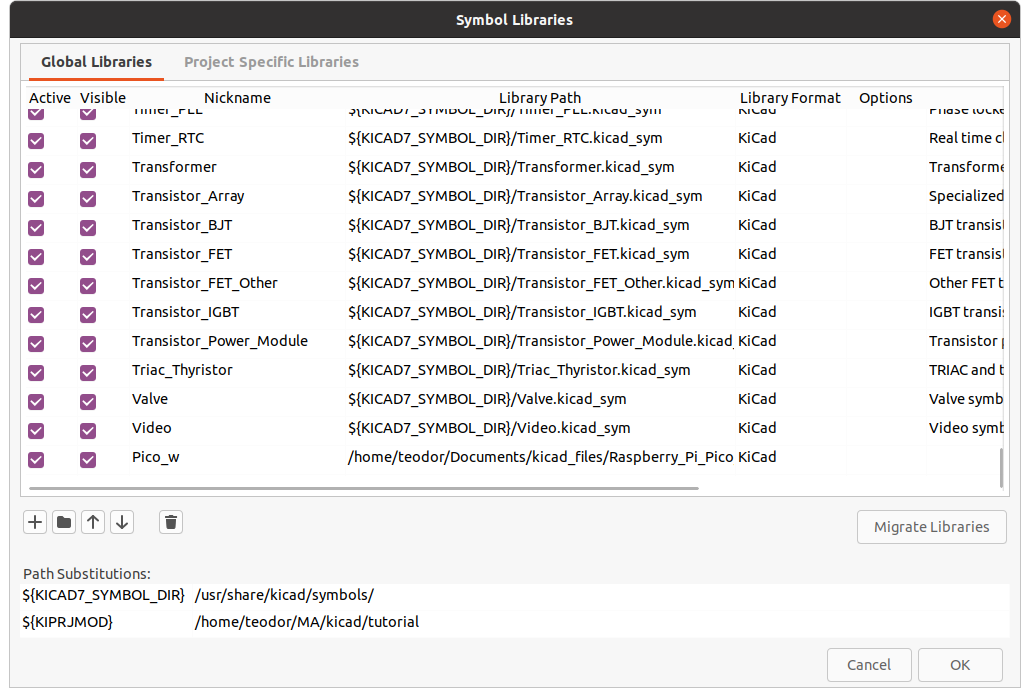 Symbol Libraries
Global Libraries Project Specific Libraries
Active Visible Nickname Library Path Library Format Options
Timer_PLL ${KICAD7_SYMBOL_DIR}/Timer_PLL.kicad_sym KiCad Phase locke
Timer_RTC ${KICAD7_SYMBOL_DIR}/Timer_RTC.kicad_sym KiCad Real time cl
Transformer ${KICAD7_SYMBOL_DIR}/Transformer.kicad_sym KiCad Transforme
Transistor_Array ${KICAD7_SYMBOL_DIR}/Transistor_Array.kicad_sym KiCad Specialized
Transistor_BJT ${KICAD7_SYMBOL_DIR}/Transistor_BJT.kicad_sym KiCad BJT transist
Transistor_FET ${KICAD7_SYMBOL_DIR}/Transistor_FET.kicad_sym KiCad FET transist
Transistor_FET_Other ${KICAD7_SYMBOL_DIR}/Transistor_FET_Other.kicad_sym KiCad Other FET t
Transistor_IGBT ${KICAD7_SYMBOL_DIR}/Transistor_IGBT.kicad_sym KiCad IGBT transis
Transistor_Power_Module ${KICAD7_SYMBOL_DIR}/Transistor_Power_Module.kicad_ KiCad Transistor p
Triac_Thyristor ${KICAD7_SYMBOL_DIR}/Triac_Thyristor.kicad_sym KiCad TRIAC and t
Valve ${KICAD7_SYMBOL_DIR}/Valve.kicad_sym KiCad Valve symb
Video ${KICAD7_SYMBOL_DIR}/Video.kicad_sym KiCad Video symb
Pico_w /home/teodor/Documents/kicad_files/Raspberry_Pi_Pico KiCad
Migrate Libraries
Path Substitutions:
${KICAD7_SYMBOL_DIR} /usr/share/kicad/symbols/
${KIPRJMOD} /home/teodor/MA/kicad/tutorial
Cancel OK